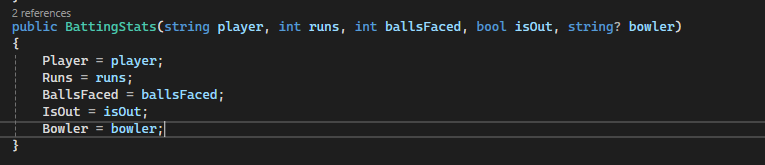 2 references
public BattingStats(string player, int runs, int ballsFaced, bool isOut, string? bowler)
{
Player = player;
Runs = runs;
BallsFaced = ballsFaced;
IsOut = isOut;
Bowler = bowler;
}